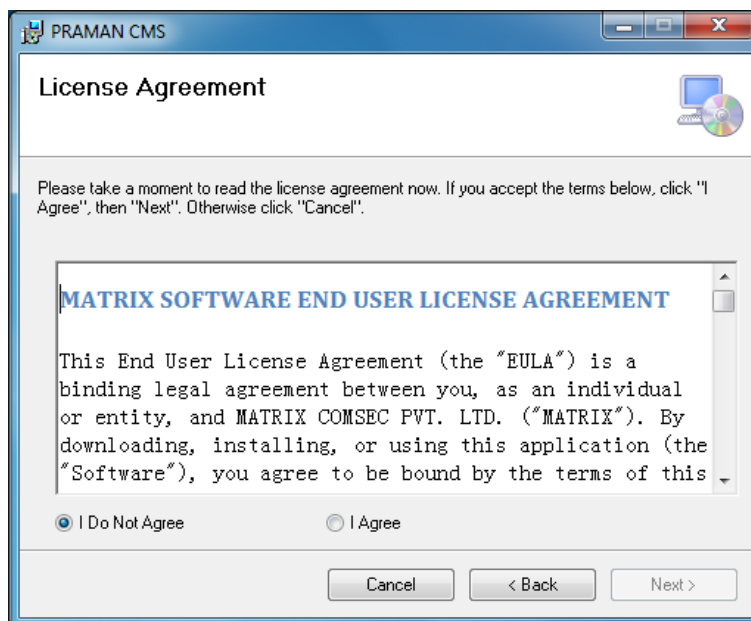 PRAMAN CMS
License Agreement
Please take a moment to read the license agreement now. If you accept the terms below, click "I
Agree", then "Next". Otherwise click "Cancel".
MATRIX SOFTWARE END USER LICENSE AGREEMENT
This End User License Agreement (the "EULA") is a
binding legal agreement between you, as an individual
or entity, and MATRIX COMSEC PVT. LTD. ("MATRIX"). By
downloading, installing, or using this application (the
"Software"), you agree to be bound by the terms of this
I Do Not Agree
I Agree
Cancel
< Back
Next >